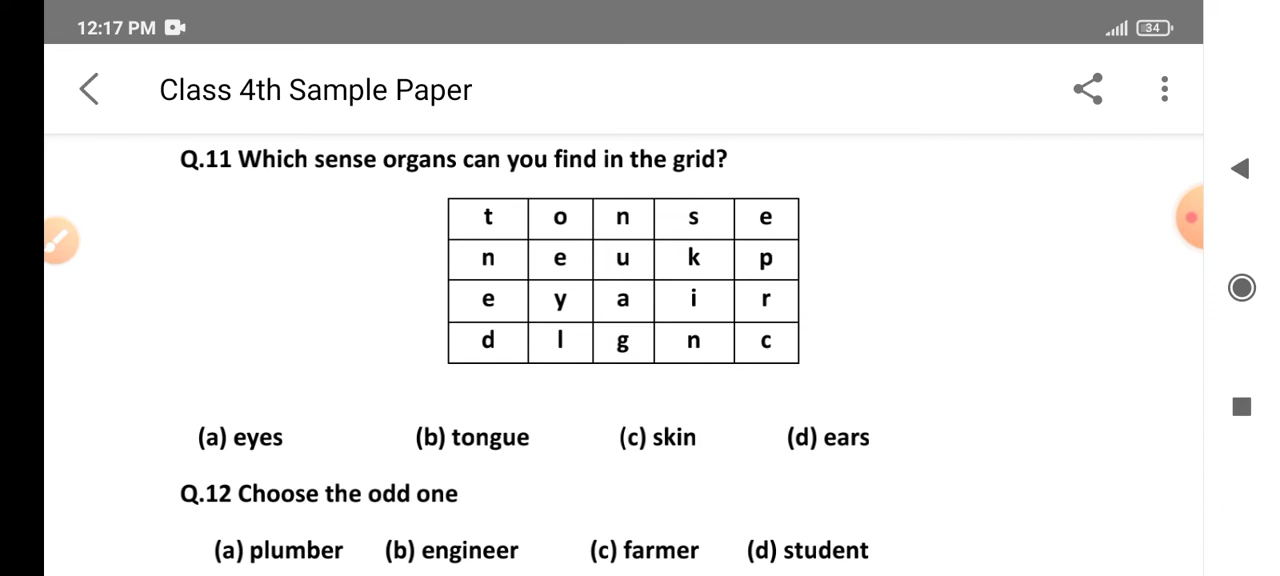 12:17 PM
34
Class 4th Sample Paper
Q.11 Which sense organs can you find in the grid?
t o n s e
n e u k p
e y a i r
d l g n c
(a) eyes (b) tongue (c) skin (d) ears
Q.12 Choose the odd one
(a) plumber (b) engineer (c) farmer (d) student